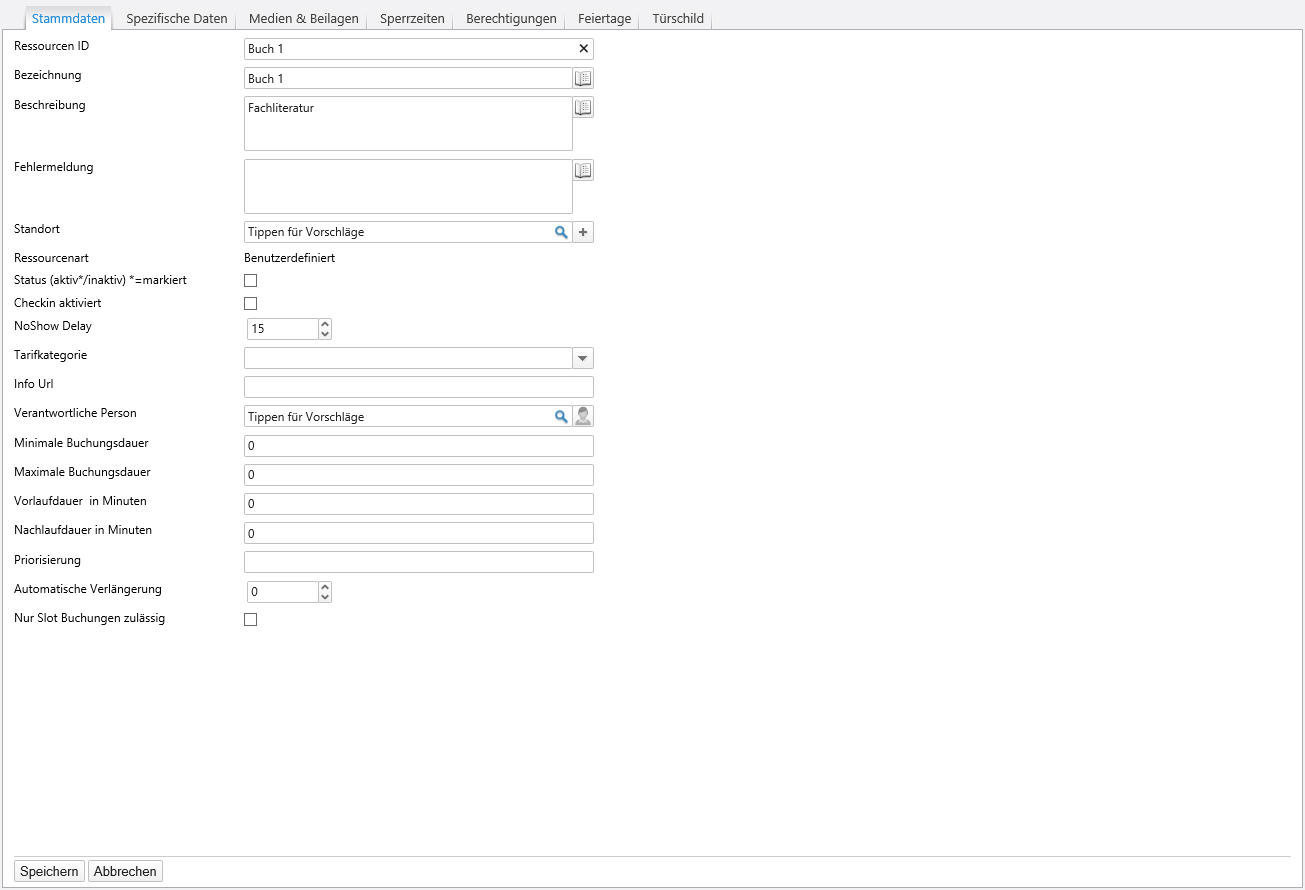 Stammdaten Spezifische Daten Medien & Beilagen Sperrzeiten Berechtigungen Feiertage Türschild
Ressourcen ID Buch 1
Bezeichnung Buch 1
Beschreibung Fachliteratur
Fehlermeldung
Standort Tippen für Vorschläge
Ressourcenart Benutzerdefiniert
Status (aktiv*/inaktiv) *=markiert
Checkin aktiviert
NoShow Delay 15
Tarifkategorie
Info Url
Verantwortliche Person Tippen für Vorschläge
Minimale Buchungsdauer 0
Maximale Buchungsdauer 0
Vorlaufdauer  in Minuten 0
Nachlaufdauer in Minuten 0
Priorisierung
Automatische Verlängerung 0
Nur Slot Buchungen zulässig
Speichern Abbrechen